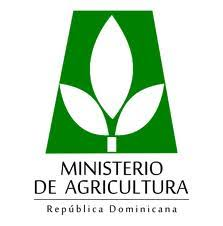 MINISTERIO
DE AGRICULTURA
República Dominicana